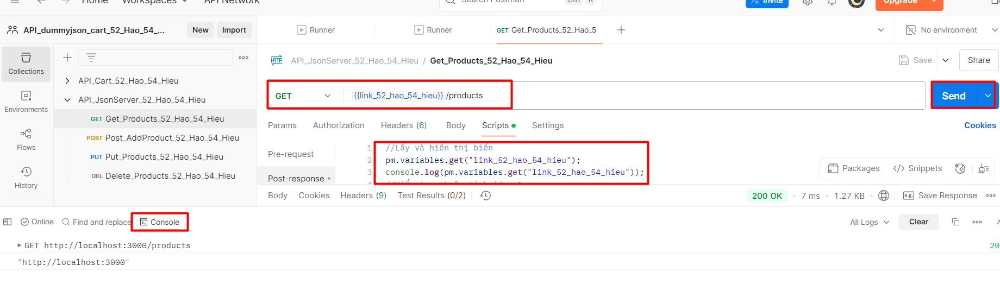 Home Workspaces API Network Search Postman Ctrl K Invite Upgrade
API_dummyjson_cart_52_Hao_54_... New Import
Runner Runner GET Get_Products_52_Hao_5 No environment
Collections
Environments
Flows
History
API_Cart_52_Hao_54_Hieu
API_JsonServer_52_Hao_54_Hieu
GET Get_Products_52_Hao_54_Hieu
POST Post_AddProduct_52_Hao_54_Hieu
PUT Put_Products_52_Hao_54_Hieu
DEL Delete_Products_52_Hao_54_Hieu
HTTP API_JsonServer_52_Hao_54_Hieu / Get_Products_52_Hao_54_Hieu Save Share
GET {{link_52_hao_54_hieu}} /products Send
Params Authorization Headers (6) Body Scripts Settings Cookies
Pre-request
Post-response
1 //Lấy và hiển thị biến
2 pm.variables.get("link_52_hao_54_hieu");
3 console.log(pm.variables.get("link_52_hao_54_hieu"));
Packages Snippets
Body Cookies Headers (9) Test Results (0/2) 200 OK 7 ms 1.27 KB e.g. Save Response
Online Find and replace Console All Logs Clear
GET http://localhost:3000/products 20
"http://localhost:3000"